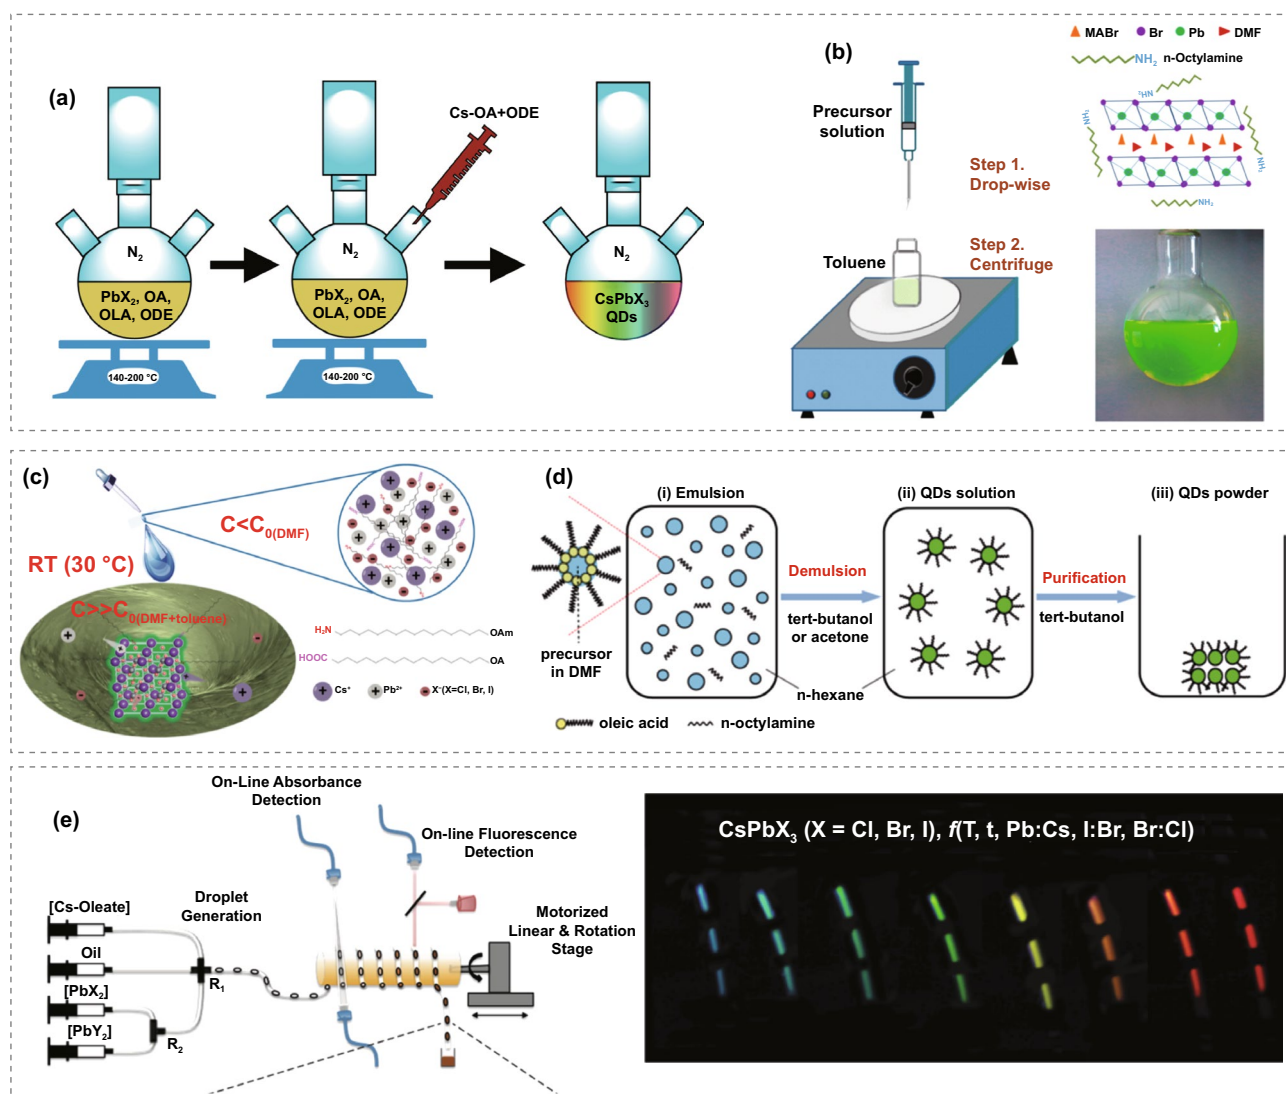 (a)
Cs-OA+ODE
N2
PbX2, OA,
OLA, ODE
140-200 °C
N2
PbX2, OA,
OLA, ODE
140-200 °C
N2
CsPbX3
QDs
(b)
Precursor
solution
Step 1.
Drop-wise
Toluene
Step 2.
Centrifuge
MABr
Br
Pb
DMF
NH2 n-Octylamine
NH2
NH2
NH2
NH2
(c)
RT (30 °C)
C<C0(DMF)
C>>C0(DMF+toluene)
H2N
OAm
HOOC
OA
Cs+
Pb2+
X-(X=Cl, Br, I)
(d)
(i) Emulsion
(ii) QDs solution
(iii) QDs powder
Demulsion
tert-butanol
or acetone
Purification
tert-butanol
precursor
in DMF
n-hexane
oleic acid
n-octylamine
(e)
On-Line Absorbance
Detection
On-line Fluorescence
Detection
Droplet
Generation
Motorized
Linear & Rotation
Stage
[Cs-Oleate]
Oil
[PbX2]
[PbY2]
R1
R2
CsPbX3 (X = Cl, Br, I), f(T, t, Pb:Cs, I:Br, Br:Cl)